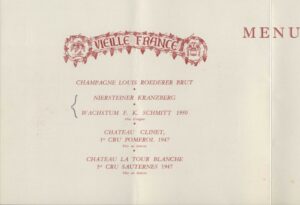 VIEILLE FRANCE
MENU
CHAMPAGNE LOUIS ROEDERER BRUT
NIERSTEINER KRANZBERG
WACHSTUM F. K. SCHMITT 1950
CHATEAU CLINET,
1er CRU POMEROL 1947
CHATEAU LA TOUR BLANCHE
1er CRU SAUTERNES 1947